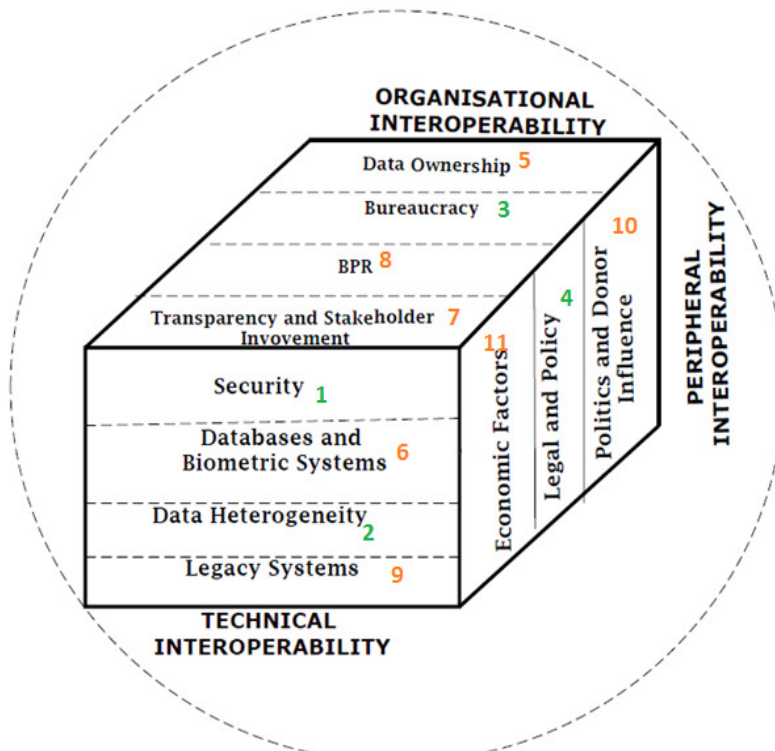 ORGANISATIONAL
INTEROPERABILITY
Data Ownership 5
Bureaucracy 3
BPR 8
Transparency and Stakeholder 7
Invovement
Security 1
Databases and
Biometric Systems 6
Data Heterogeneity
2
Legacy Systems 9
TECHNICAL
INTEROPERABILITY
11
Economic Factors
4
Legal and Policy
10
Politics and Donor
Influence
PERIPHERAL
INTEROPERABILITY